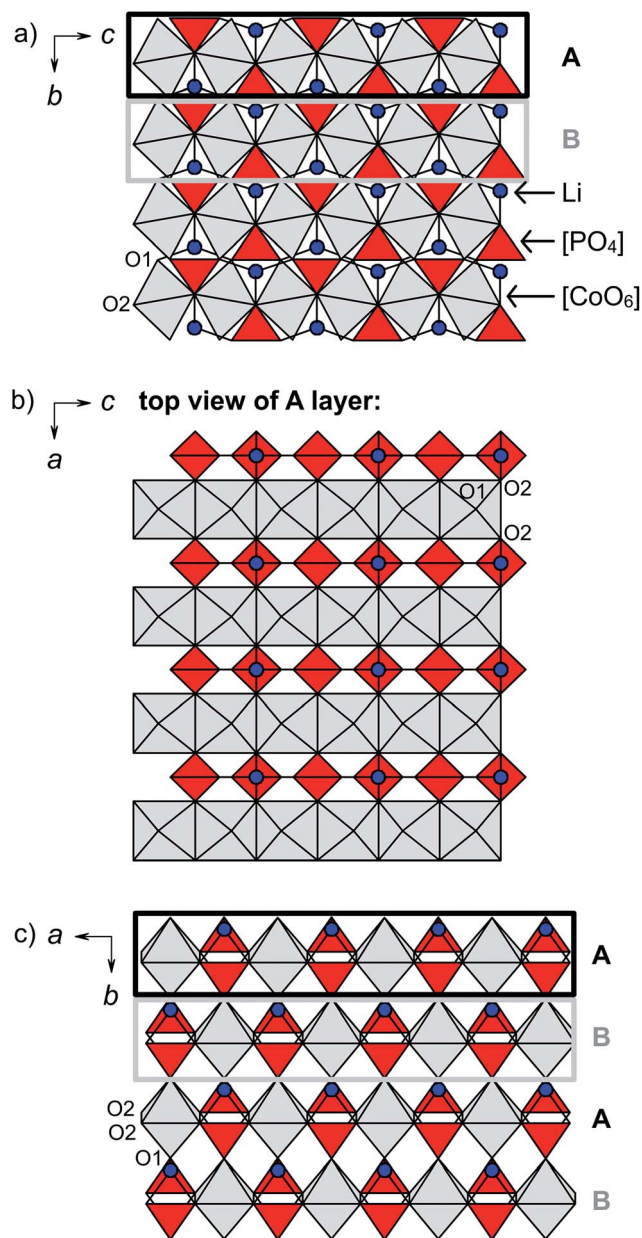 a) c
b
A
B
Li
[PO₄]
[CoO₆]
O1
O2
b) c top view of A layer:
a
O1 O2
O2
c) a
b
A
B
A
B
O2
O2
O1